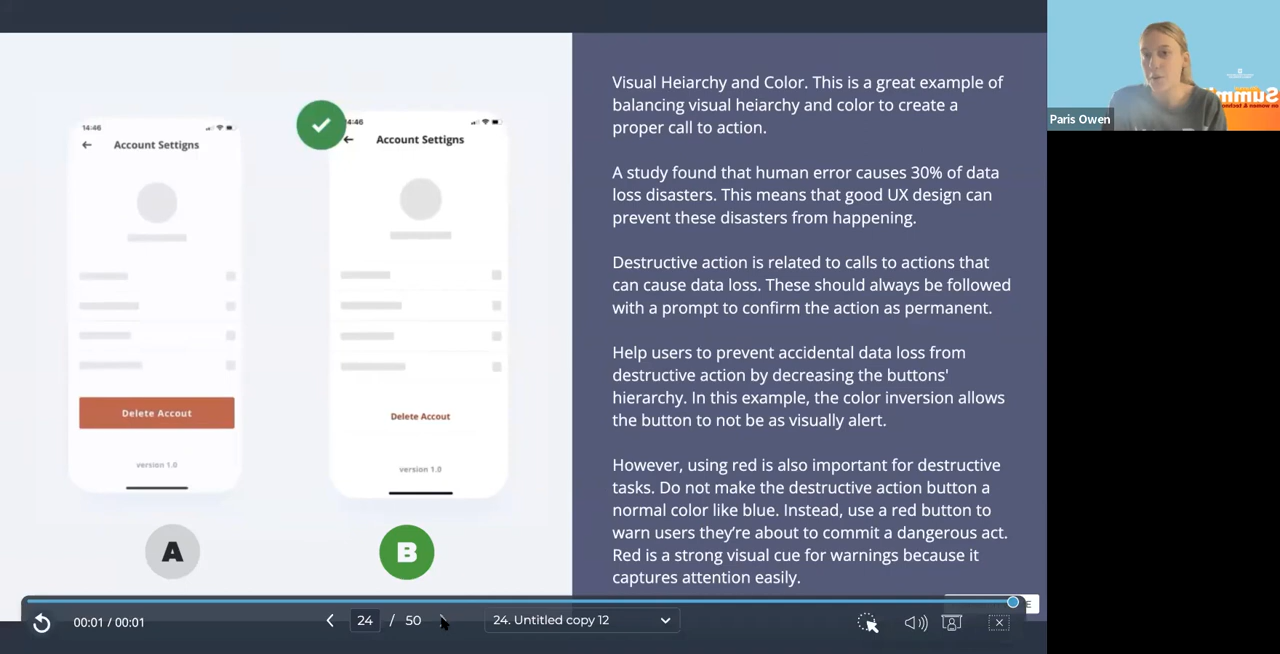 14:46
Account Settigns
Delete Accout
version 1.0
A
14:46
Account Settigns
Delete Accout
version 1.0
B
Visual Heiarchy and Color. This is a great example of
balancing visual heiarchy and color to create a
proper call to action.
A study found that human error causes 30% of data
loss disasters. This means that good UX design can
prevent these disasters from happening.
Destructive action is related to calls to actions that
can cause data loss. These should always be followed
with a prompt to confirm the action as permanent.
Help users to prevent accidental data loss from
destructive action by decreasing the buttons'
hierarchy. In this example, the color inversion allows
the button to not be as visually alert.
However, using red is also important for destructive
tasks. Do not make the destructive action button a
normal color like blue. Instead, use a red button to
warn users they’re about to commit a dangerous act.
Red is a strong visual cue for warnings because it
captures attention easily.
Summi
Paris Owen
00:01 / 00:01
24 / 50
24. Untitled copy 12